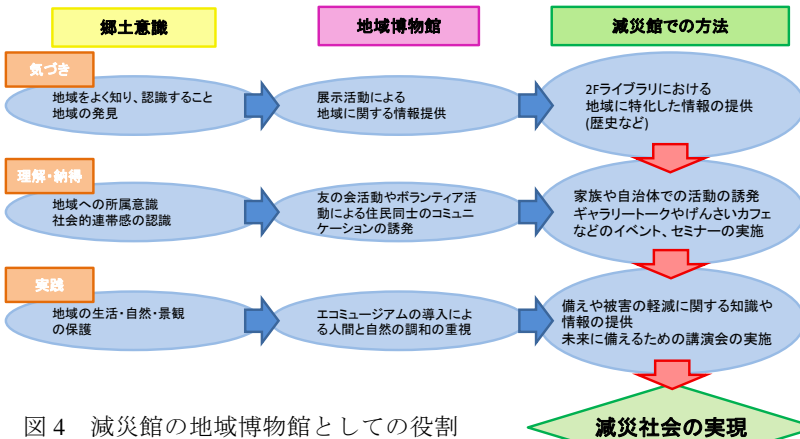 郷土意識
地域博物館
減災館での方法
気づき
地域をよく知り、認識すること
地域の発見
展示活動による
地域に関する情報提供
2Fライブラリにおける
地域に特化した情報の提供
(歴史など)
理解・納得
地域への所属意識
社会的連帯感の認識
友の会活動やボランティア活
動による住民同士のコミュニ
ケーションの誘発
家族や自治体での活動の誘発
ギャラリートークやげんさいカフェ
などのイベント、セミナーの実施
実践
地域の生活・自然・景観
の保護
エコミュージアムの導入によ
る人間と自然の調和の重視
備えや被害の軽減に関する知識や
情報の提供
未来に備えるための講演会の実施
減災社会の実現
図 4 減災館の地域博物館としての役割